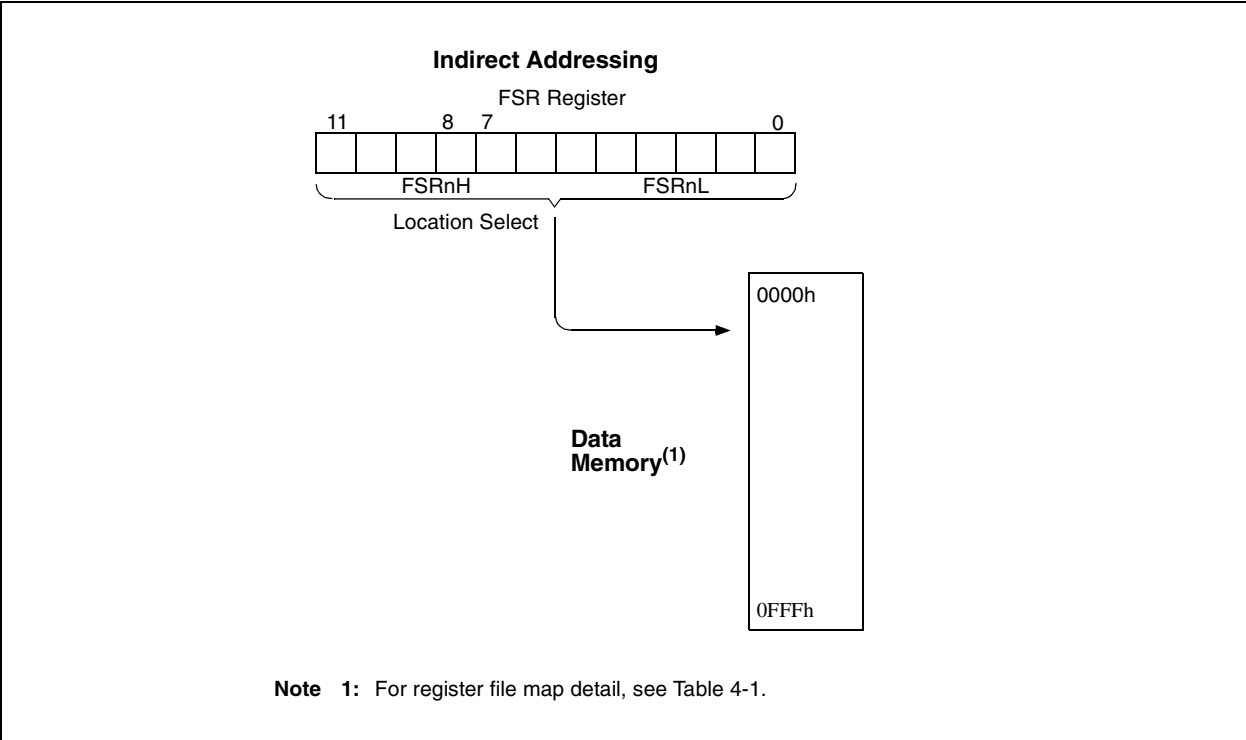 Indirect Addressing
FSR Register
11 8 7 0
FSRnH FSRnL
Location Select
0000h
Data
Memory(1)
0FFFh
Note 1: For register file map detail, see Table 4-1.